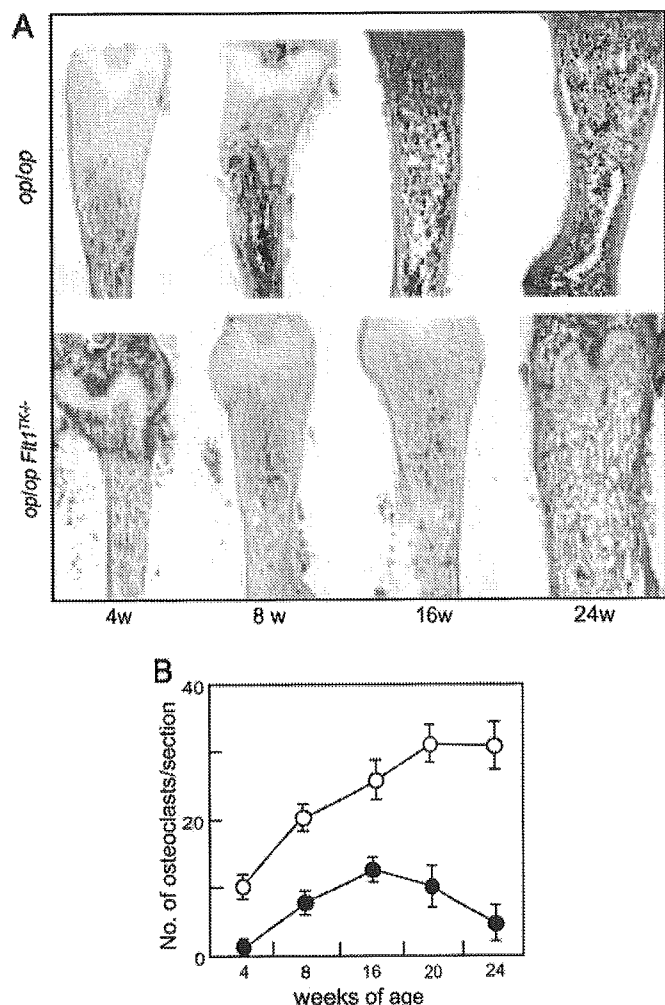 A
op/op
op/op Flt1TK-/-
4w 8 w 16w 24w
B
No. of osteoclasts/section
40
20
0
4 8 16 20 24
weeks of age